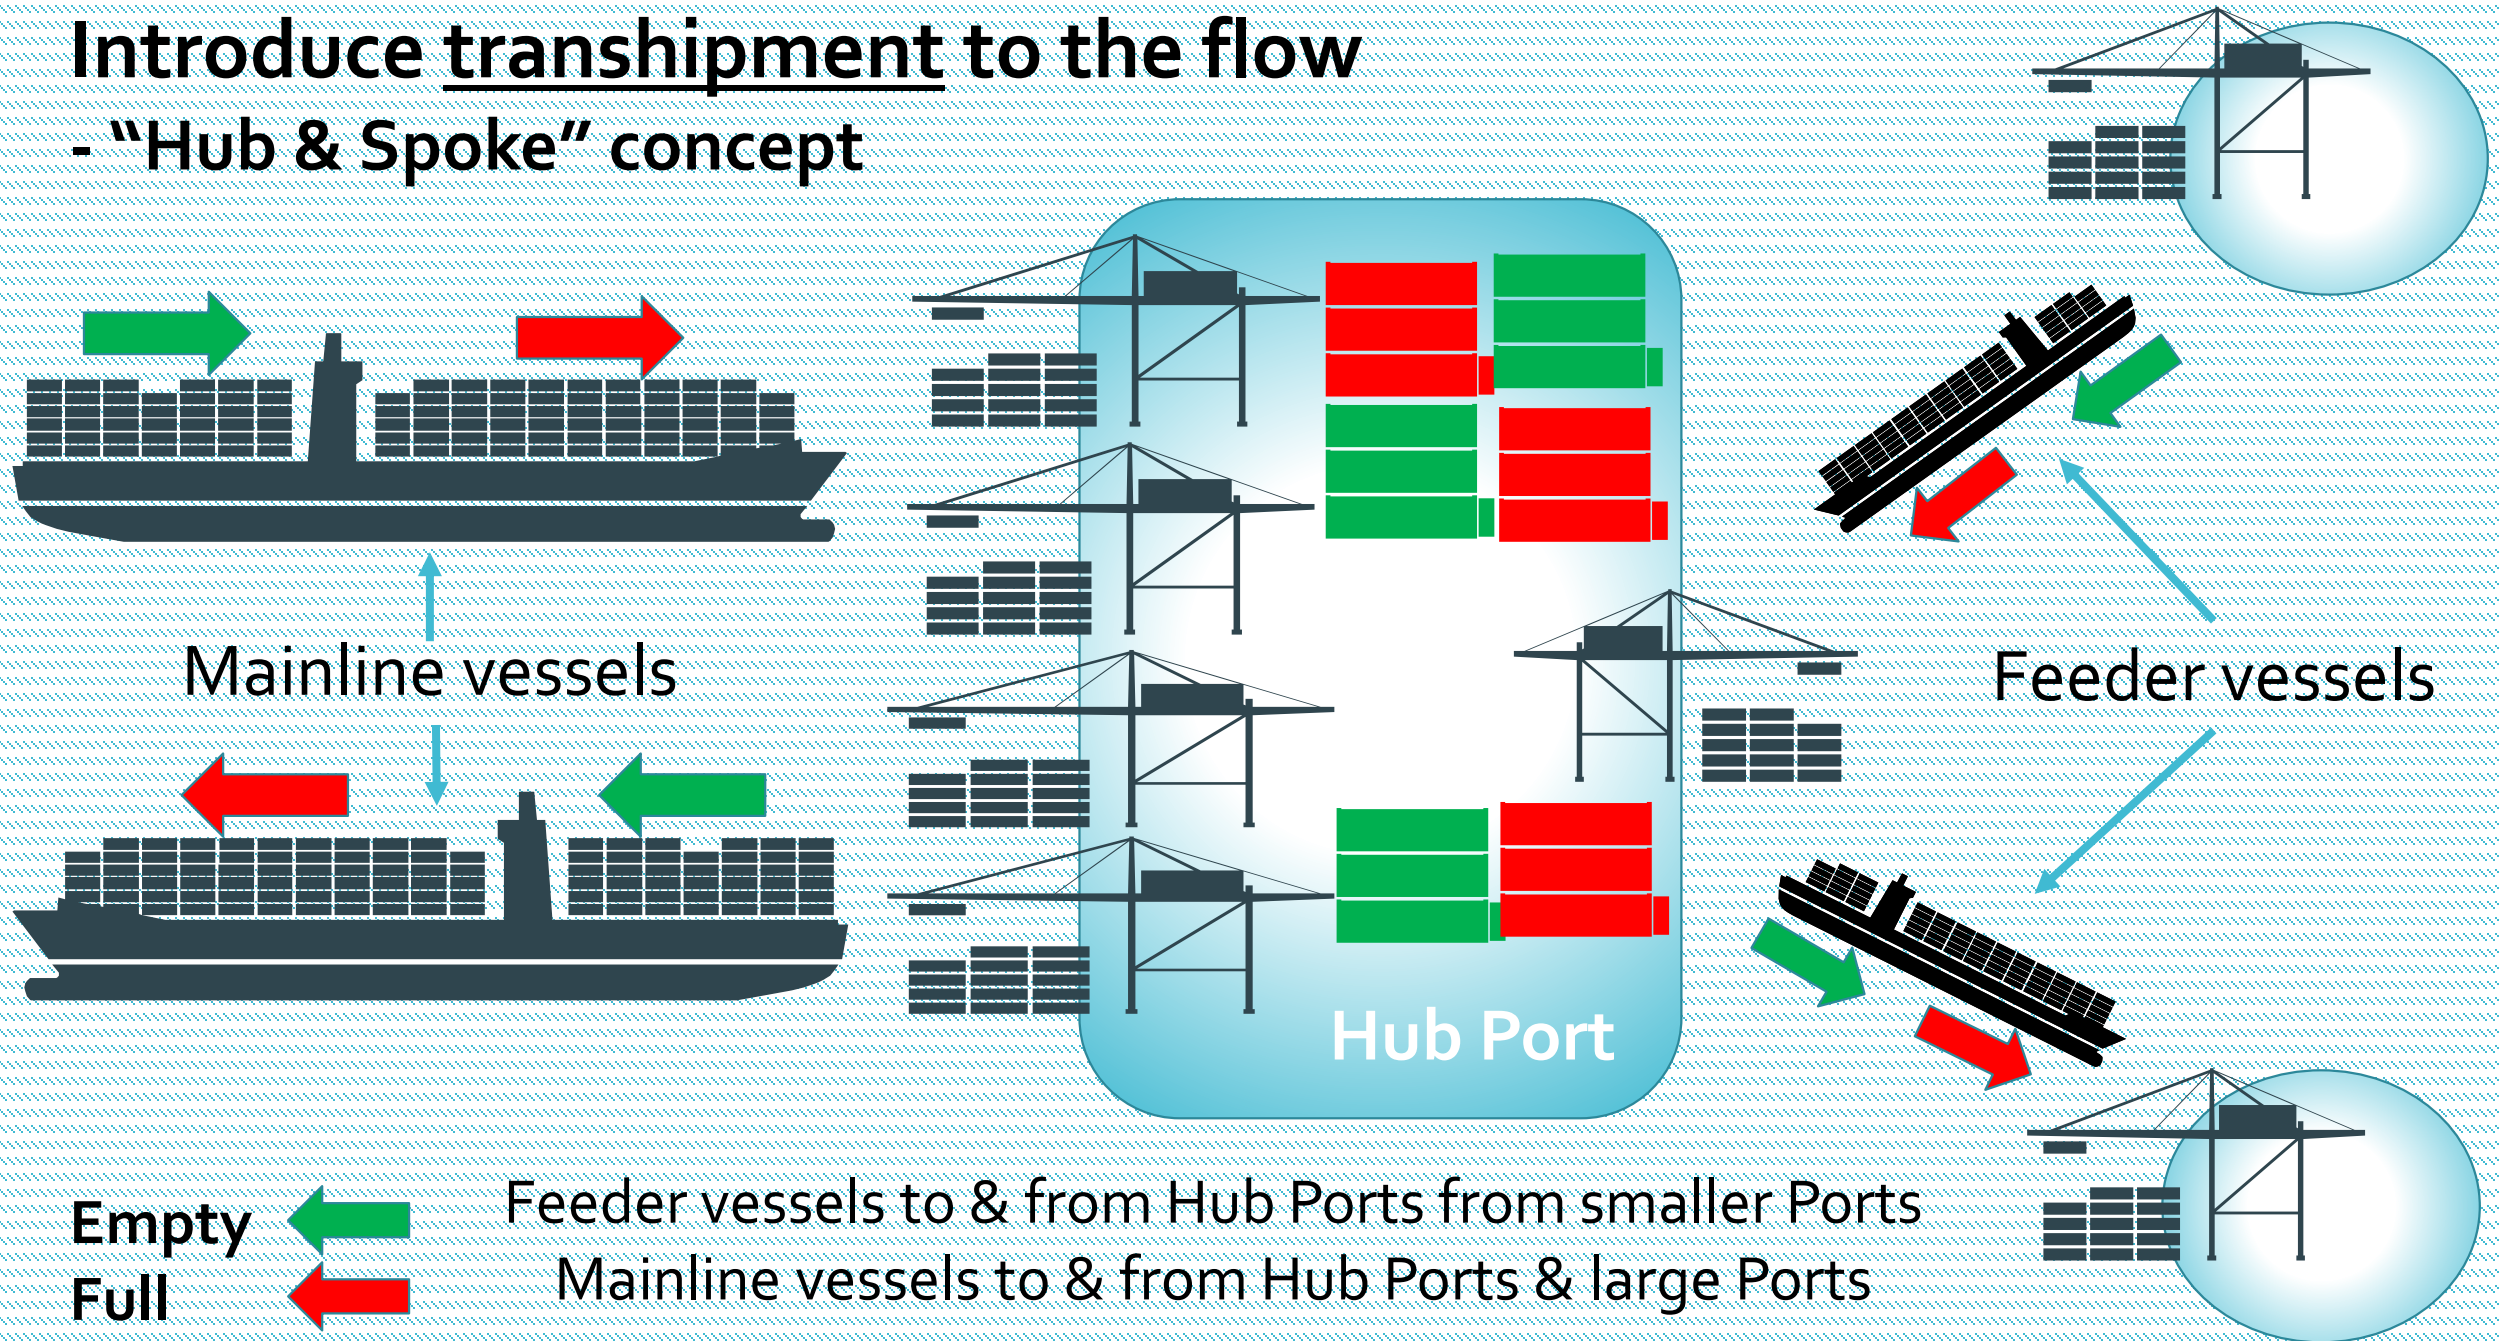 Introduce transhipment to the flow
- “Hub & Spoke” concept
Mainline vessels
Feeder vessels
Hub Port
Empty
Full
Feeder vessels to & from Hub Ports from smaller Ports
Mainline vessels to & from Hub Ports & large Ports